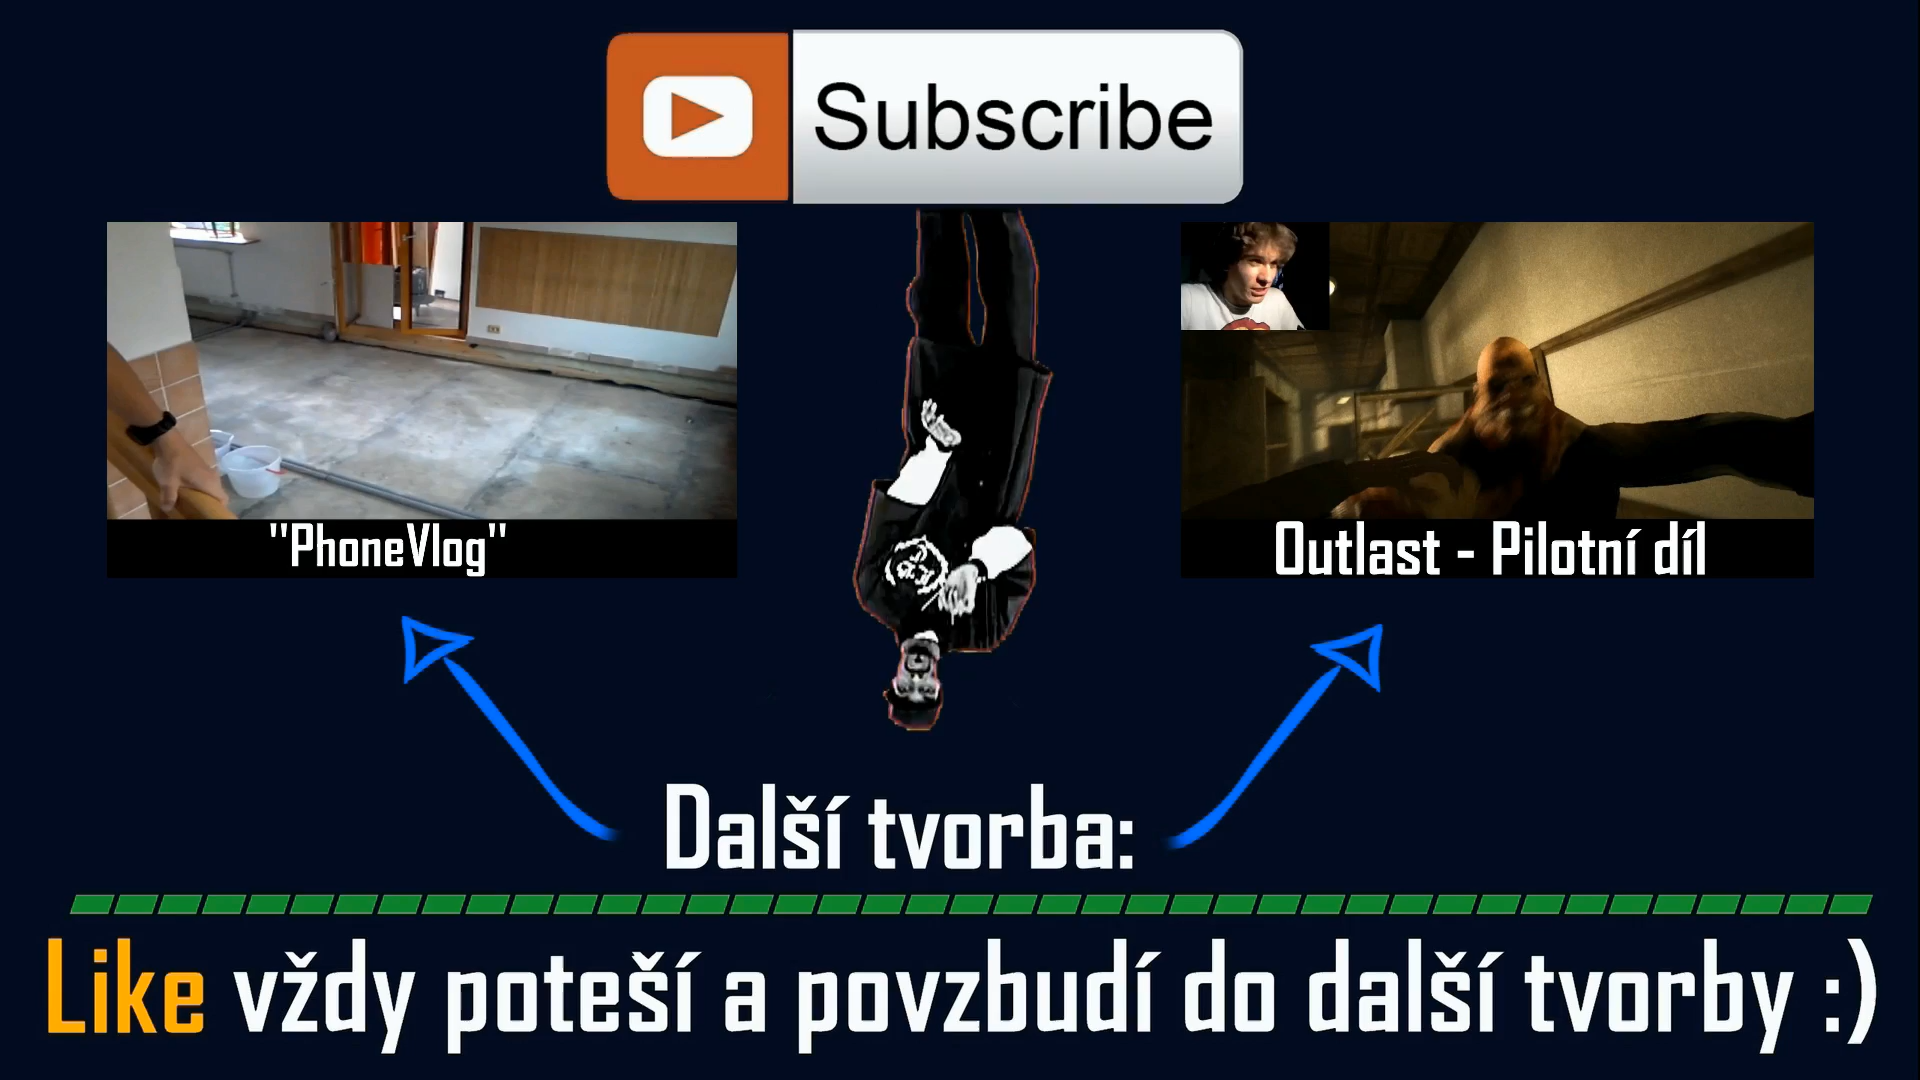 Subscribe
"PhoneVlog"
Outlast - Pilotní díl
Další tvorba:
Like vždy poteší a povzbudí do další tvorby :)